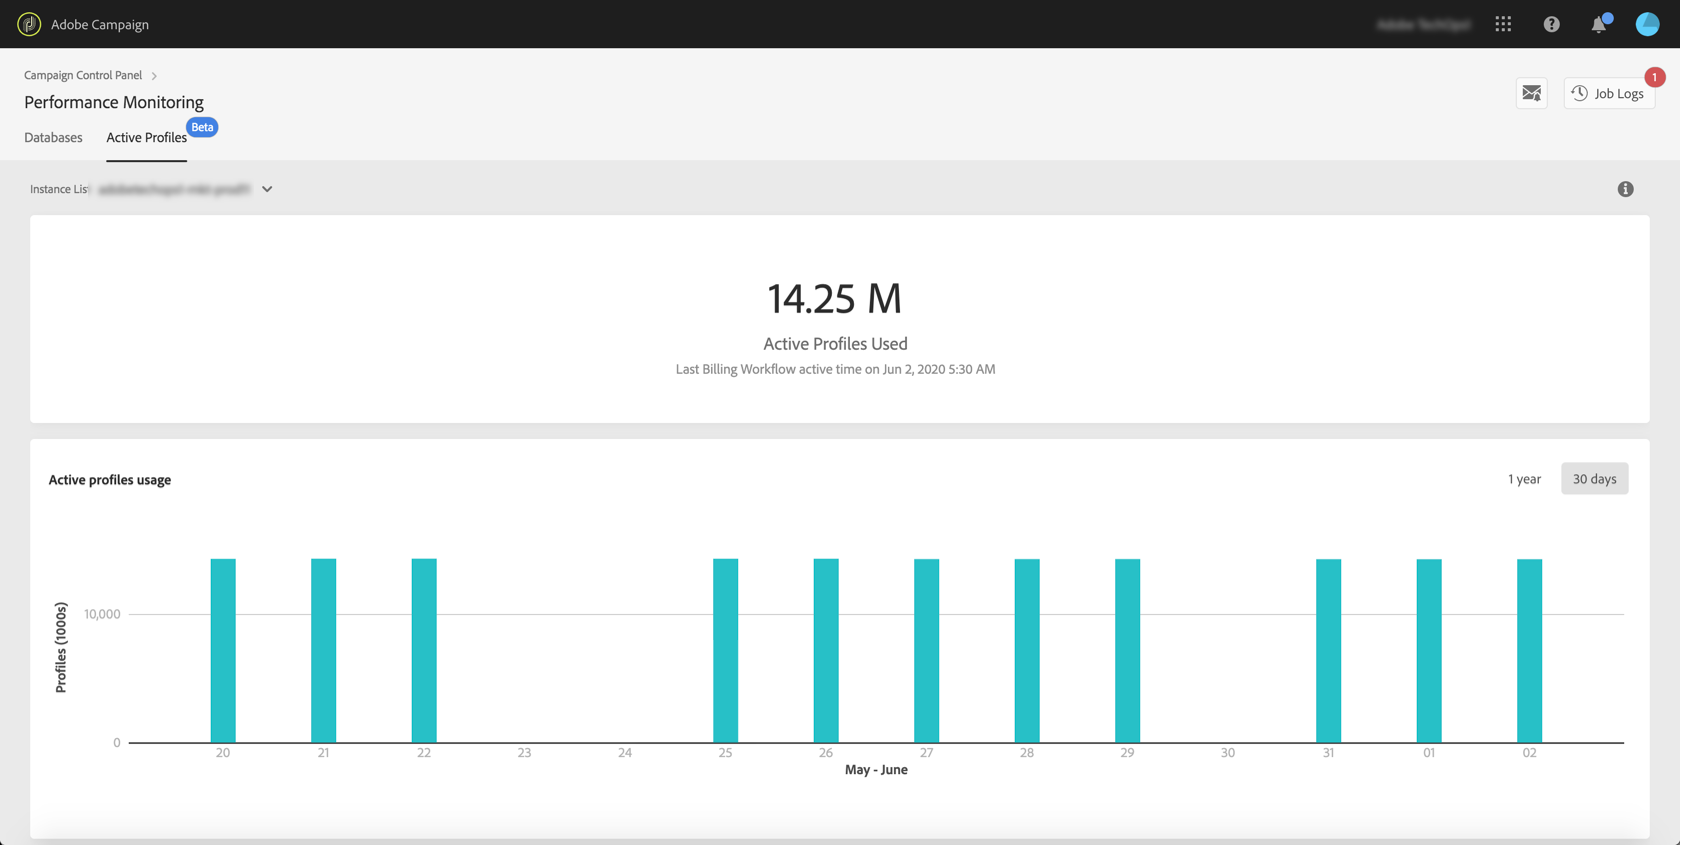 Adobe Campaign
Campaign Control Panel
Performance Monitoring
1
Job Logs
Databases
Active Profiles
Beta
Instance List
14.25 M
Active Profiles Used
Last Billing Workflow active time on Jun 2, 2020 5:30 AM
Active profiles usage
1 year
30 days
Profiles (1000s)
10,000
0
20 21 22 23 24 25 26 27 28 29 30 31 01 02
May - June